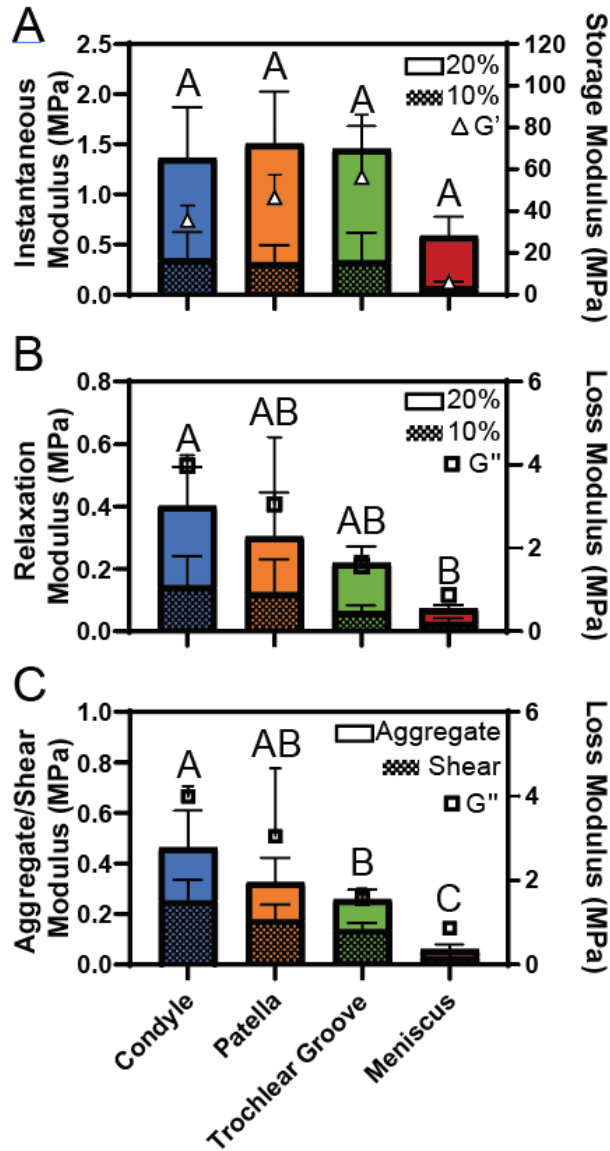 A
Instantaneous
Modulus (MPa)
2.5
2.0
1.5
1.0
0.5
0.0
A
A
A
A
20%
10%
G'
120
100
80
60
40
20
0
Storage Modulus (MPa)
B
Relaxation
Modulus (MPa)
0.8
0.6
0.4
0.2
0.0
A
AB
AB
B
20%
10%
G"
6
4
2
0
Loss Modulus (MPa)
C
Aggregate/Shear
Modulus (MPa)
1.0
0.8
0.6
0.4
0.2
0.0
A
AB
B
C
Aggregate
Shear
G"
6
4
2
0
Loss Modulus (MPa)
Condyle
Patella
Trochlear Groove
Meniscus